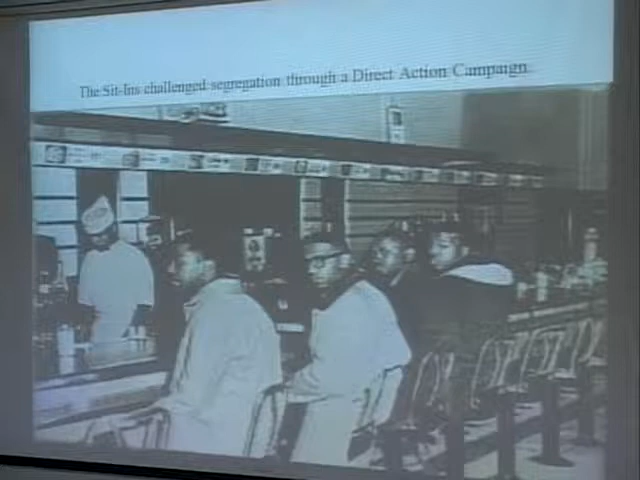 The Sit-Ins challenged segregation through a Direct Action Campaign.